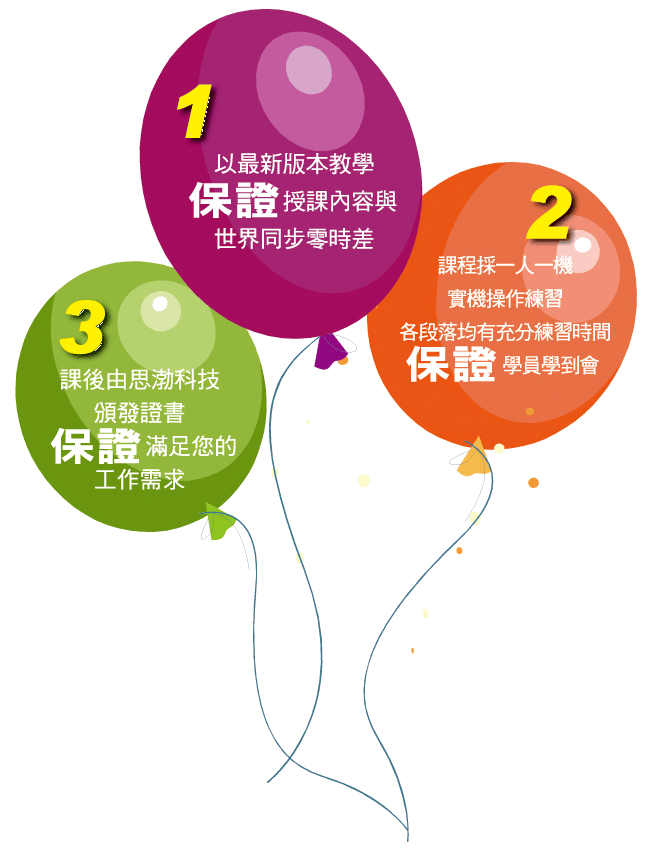 1
以最新版本教學
保證 授課內容與
世界同步零時差
2
課程採一人一機
實機操作練習
各段落均有充分練習時間
保證 學員學到會
3
課後由思渤科技
頒發證書
保證 滿足您的
工作需求